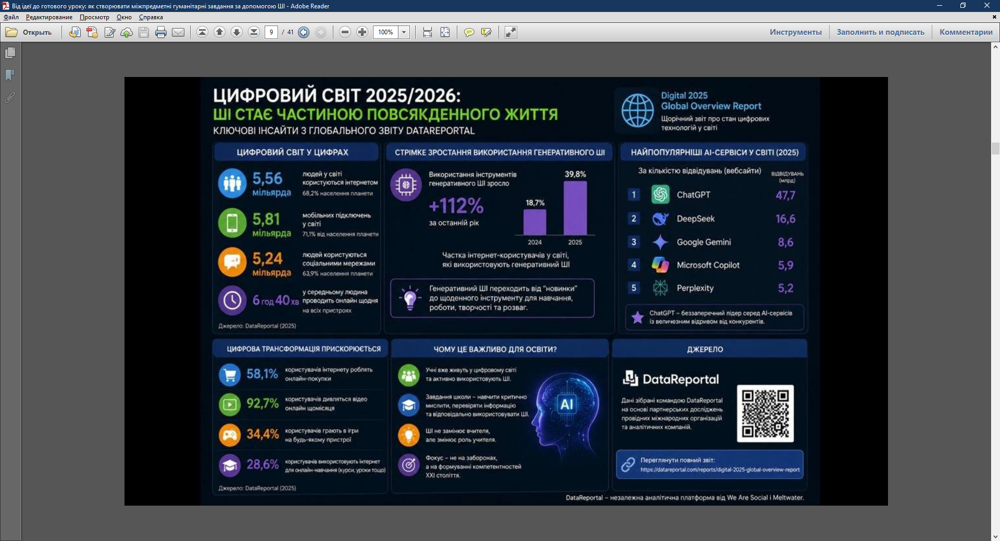 Від ідеї до готового уроку: як створювати міжпредметні гуманітарні завдання за допомогою ШІ - Adobe Reader
Файл Редактирование Просмотр Окно Справка
Открыть
9 / 41
100%
Инструменты
Заполнить и подписать
Комментарии
ЦИФРОВИЙ СВІТ 2025/2026:
ШІ СТАЄ ЧАСТИНОЮ ПОВСЯКДЕННОГО ЖИТТЯ
КЛЮЧОВІ ІНСАЙТИ З ГЛОБАЛЬНОГО ЗВІТУ DATAREPORTAL
Digital 2025
Global Overview Report
Щорічний звіт про стан цифрових
технологій у світі
ЦИФРОВИЙ СВІТ У ЦИФРАХ
5,56
мільярда
людей у світі
користуються інтернетом
68,2% населення планети
5,81
мільярда
мобільних підключень
у світі
71,1% від населення планети
5,24
мільярда
людей користуються
соціальними мережами
63,9% населення планети
6 год 40 хв
у середньому людина
проводить онлайн щодня
на всіх пристроях
Джерело: DataReportal (2025)
СТРІМКЕ ЗРОСТАННЯ ВИКОРИСТАННЯ ГЕНЕРАТИВНОГО ШІ
Використання інструментів
генеративного ШІ зросло
+112%
за останній рік
18,7%
39,8%
2024
2025
Частка інтернет-користувачів у світі,
які використовують генеративний ШІ
Генеративний ШІ переходить від "новинки"
до щоденного інструменту для навчання,
роботи, творчості та розваг.
НАЙПОПУЛЯРНІШІ AI-СЕРВІСИ У СВІТІ (2025)
За кількістю відвідувань (вебсайти)
ВІДВІДУВАНЬ
(млрд)
1 ChatGPT 47,7
2 DeepSeek 16,6
3 Google Gemini 8,6
4 Microsoft Copilot 5,9
5 Perplexity 5,2
ChatGPT – беззаперечний лідер серед AI-сервісів
із величезним відривом від конкурентів.
ЦИФРОВА ТРАНСФОРМАЦІЯ ПРИСКОРЮЄТЬСЯ
58,1%
користувачів інтернету роблять
онлайн-покупки
92,7%
користувачів дивляться відео
онлайн щомісяця
34,4%
користувачів грають в ігри
на будь-якому пристрої
28,6%
користувачів використовують інтернет
для онлайн-навчання (курси, уроки тощо)
Джерело: DataReportal (2025)
ЧОМУ ЦЕ ВАЖЛИВО ДЛЯ ОСВІТИ?
Учні вже живуть у цифровому світі
та активно використовують ШІ.
Завдання школи – навчити критично
мислити, перевіряти інформацію
та відповідально використовувати ШІ.
ШІ не замінює вчителя,
але змінює роль учителя.
Фокус – не на заборонах,
а на формуванні компетентностей
XXI століття.
AI
ДЖЕРЕЛО
DataReportal
Дані зібрані командою DataReportal
на основі партнерських досліджень
провідних міжнародних організацій
та аналітичних компаній.
Переглянути повний звіт:
https://datareportal.com/reports/digital-2025-global-overview-report
DataReportal – незалежна аналітична платформа від We Are Social і Meltwater.